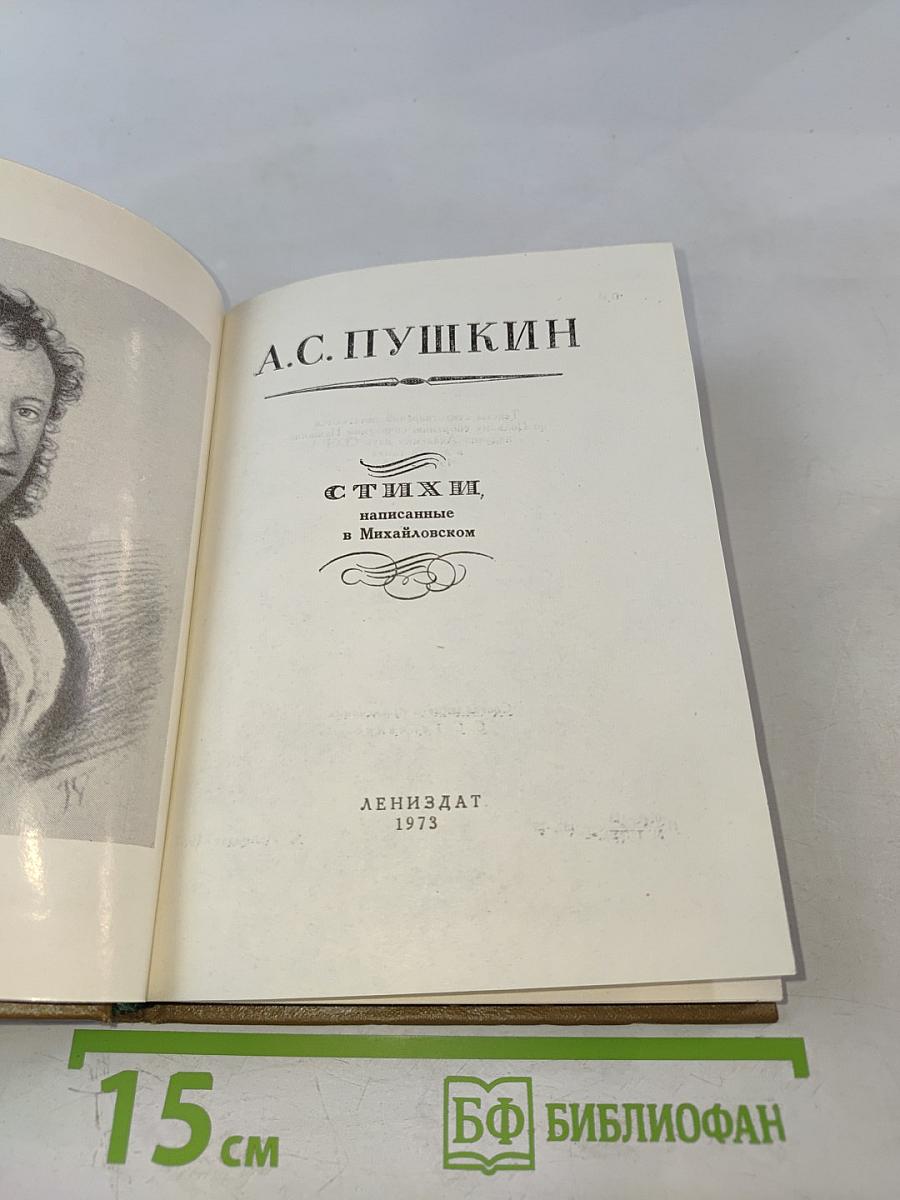 А.С. ПУШКИН
СТИХИ,
написанные
в Михайловском
ЛЕНИЗДАТ
1973
15 см
БФ БИБЛИОФАН